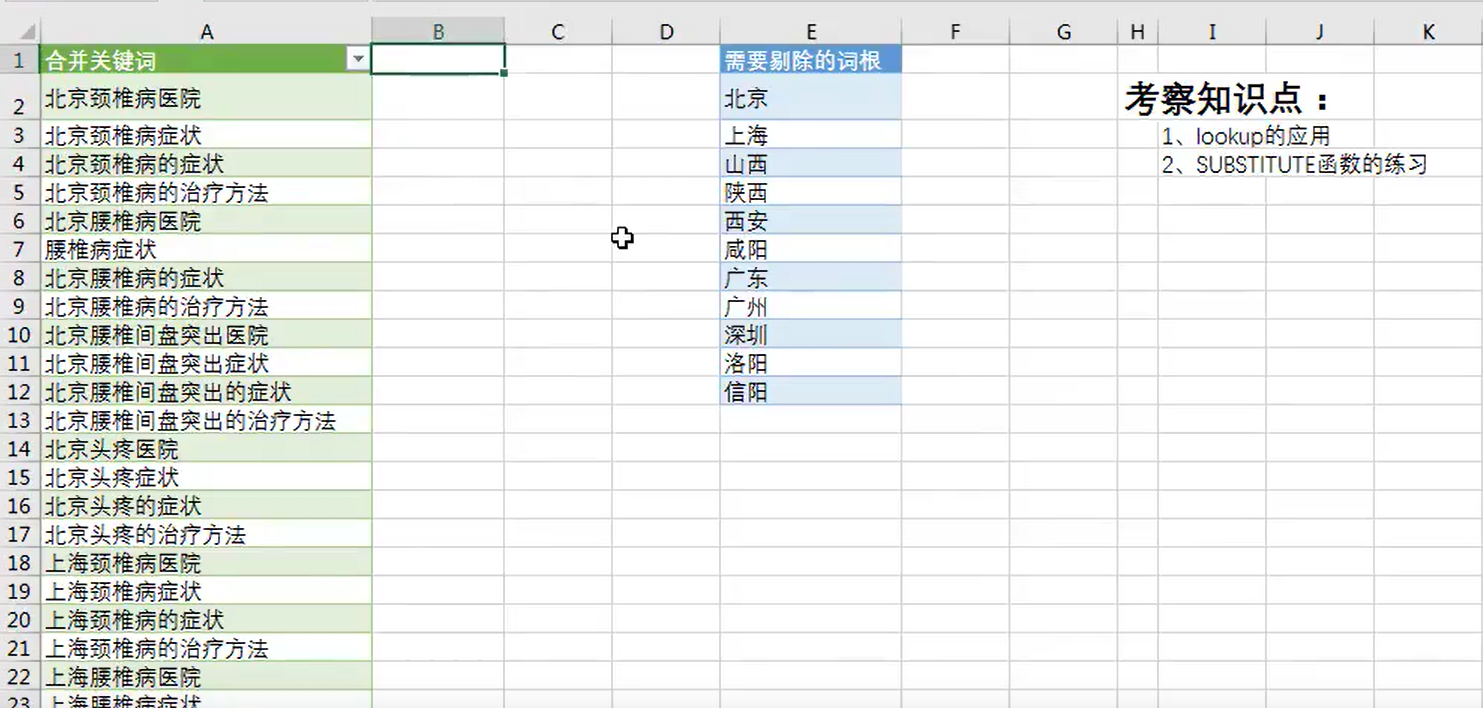 A B C D E F G H I J K
1 合并关键词 需要剔除的词根
2 北京颈椎病医院 北京 考察知识点：
3 北京颈椎病症状 上海 1、lookup的应用
4 北京颈椎病的症状 山西 2、SUBSTITUTE函数的练习
5 北京颈椎病的治疗方法 陕西
6 北京腰椎病医院 西安
7 腰椎病症状 咸阳
8 北京腰椎病的症状 广东
9 北京腰椎病的治疗方法 广州
10 北京腰椎间盘突出医院 深圳
11 北京腰椎间盘突出症状 洛阳
12 北京腰椎间盘突出的症状 信阳
13 北京腰椎间盘突出的治疗方法
14 北京头疼医院
15 北京头疼症状
16 北京头疼的症状
17 北京头疼的治疗方法
18 上海颈椎病医院
19 上海颈椎病症状
20 上海颈椎病的症状
21 上海颈椎病的治疗方法
22 上海腰椎病医院
23 上海腰椎病症状